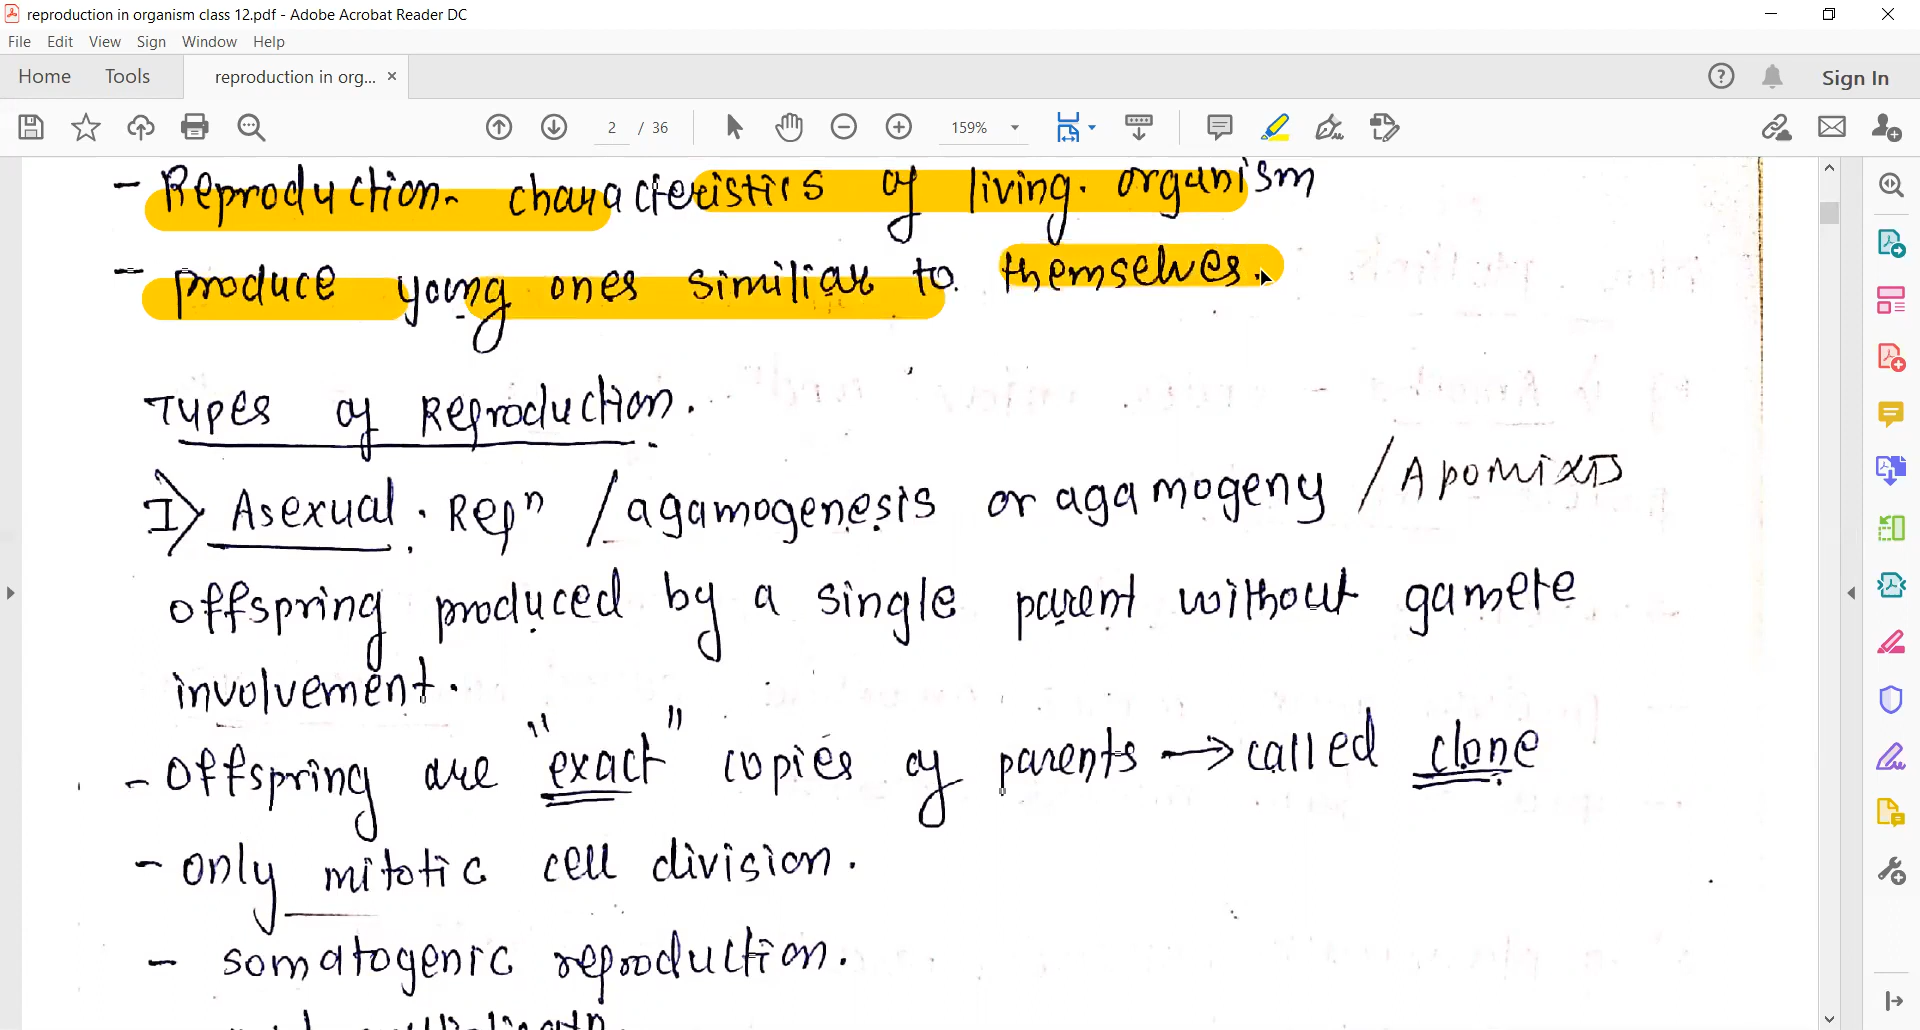 reproduction in organism class 12.pdf - Adobe Acrobat Reader DC
File Edit View Sign Window Help
Home Tools reproduction in org... × Sign In
2 / 36 159%
- Reproduction- characteristics of living. organism
- produce young ones similiar to themselves.
Types of Reproduction.
I> Asexual. Repⁿ /agamogenesis or agamogeny /Apomixis
offspring produced by a single parent without gamete
involvement.
- offspring are "exact" copies of parents → called clone
- only mitotic cell division.
- somatogenic reproduction.